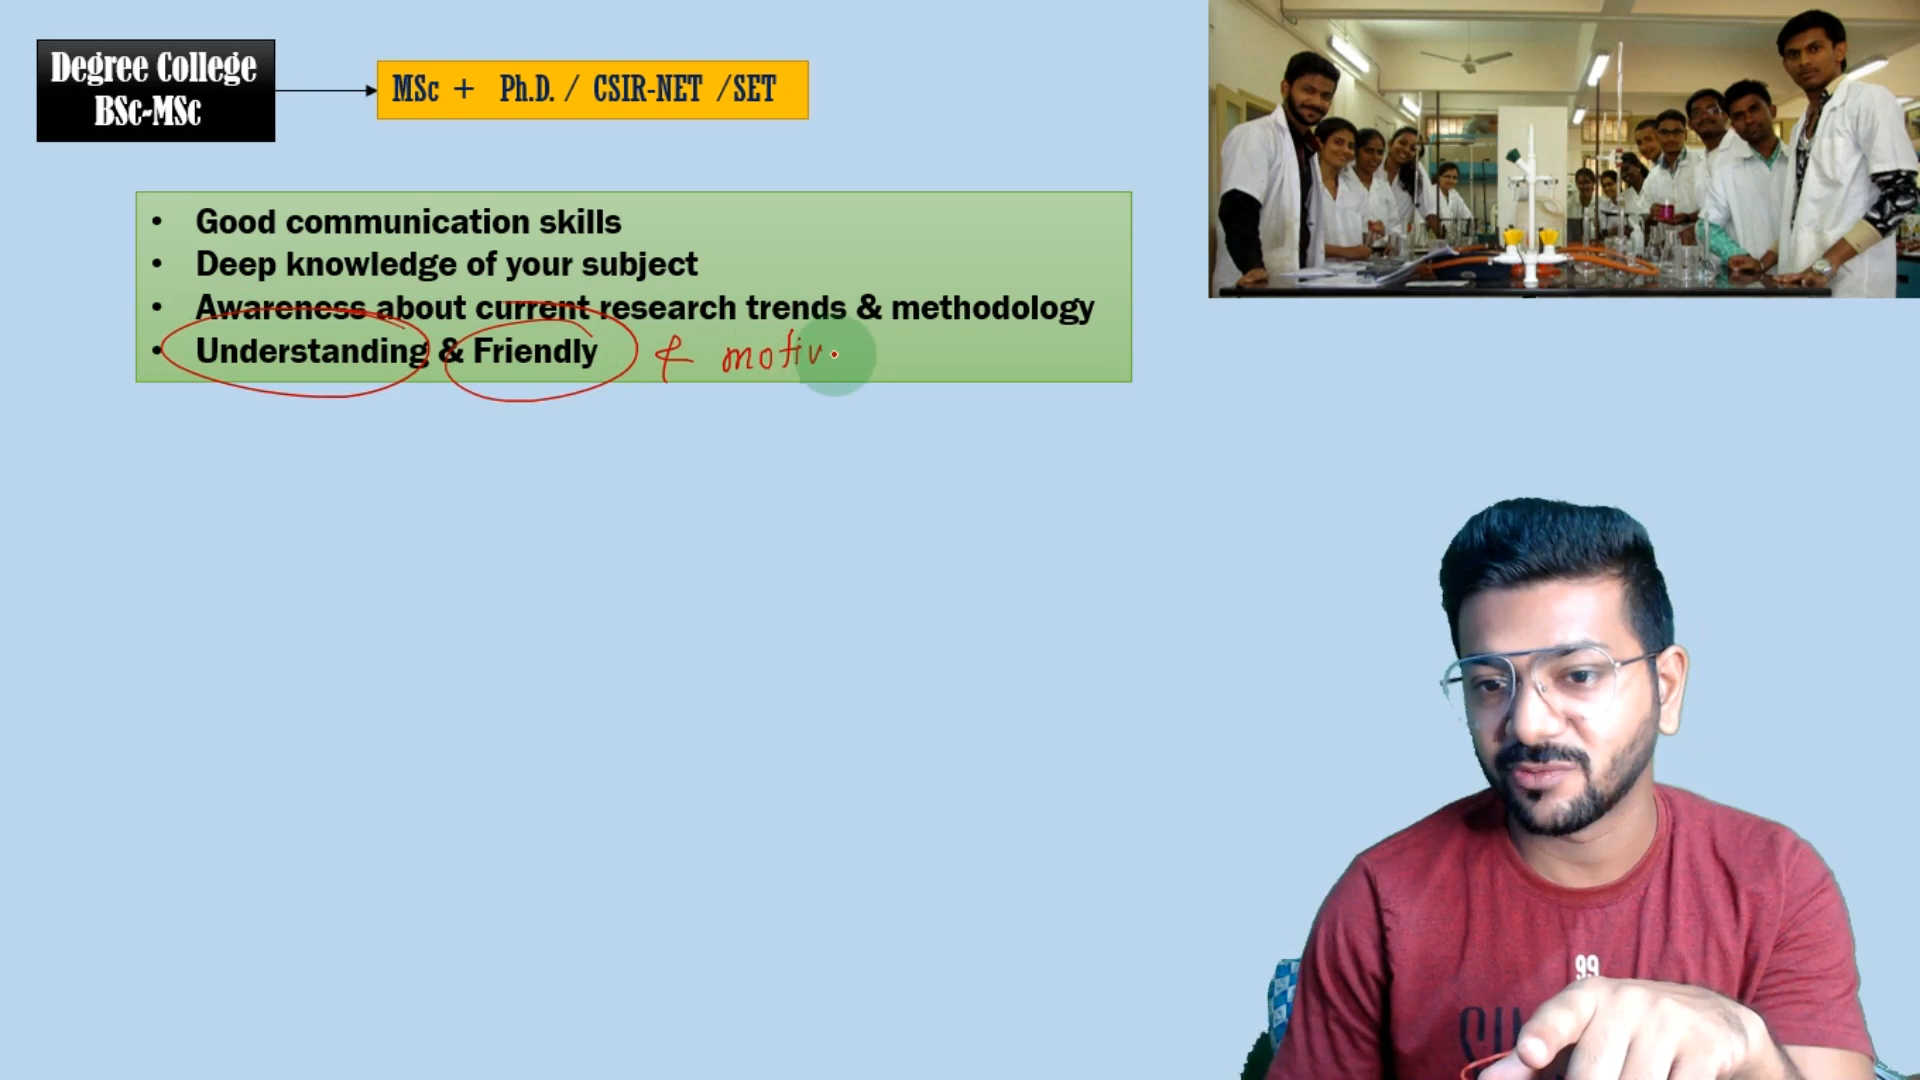 Degree College
BSc-MSc
MSc + Ph.D. / CSIR-NET /SET
• Good communication skills
• Deep knowledge of your subject
• Awareness about current research trends & methodology
• Understanding & Friendly & motiv
99